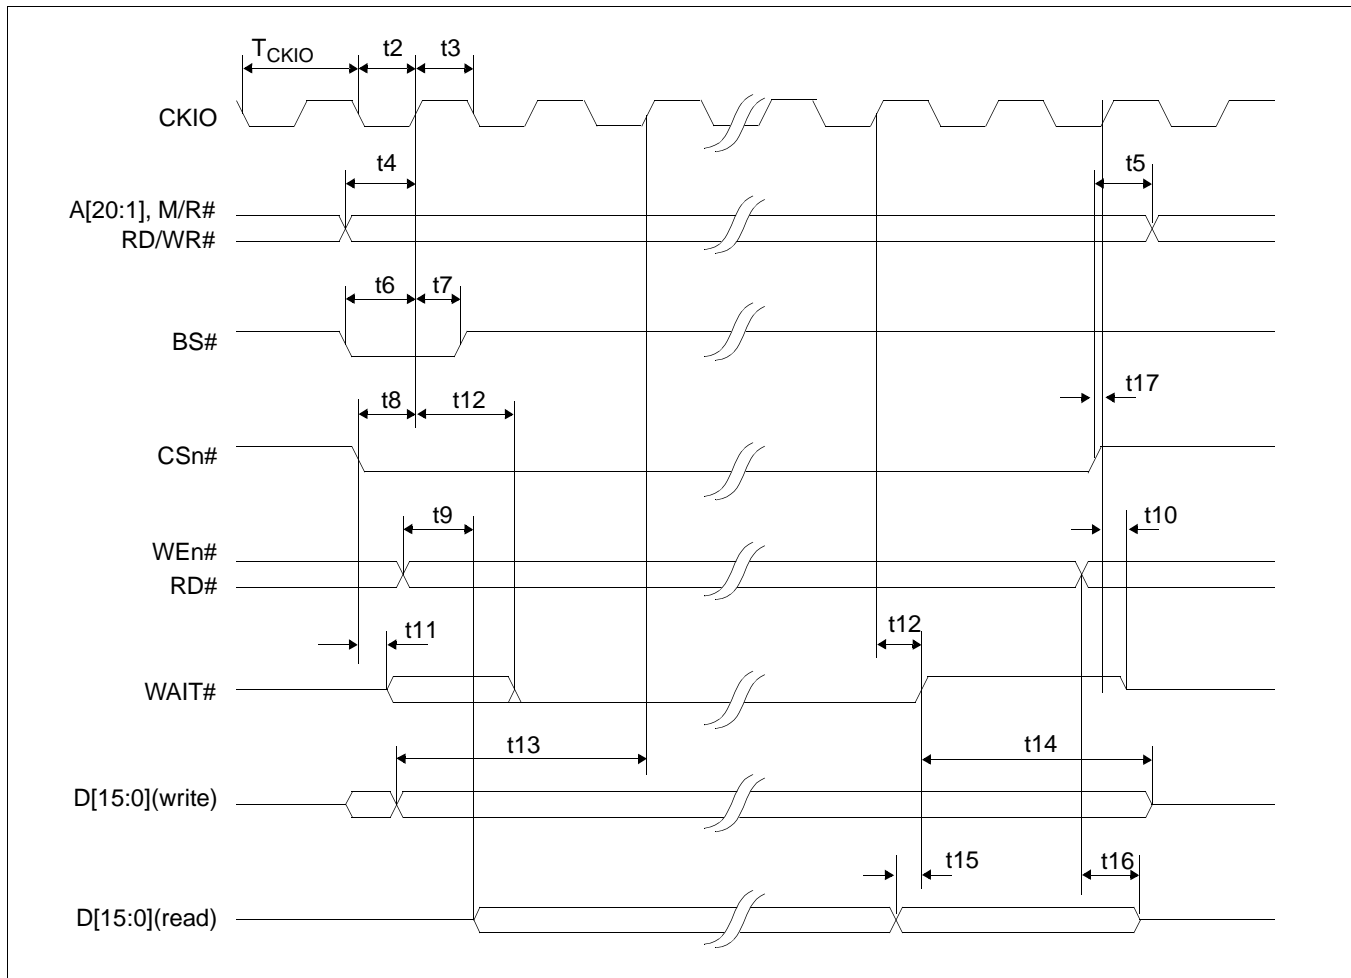 TCKIO t2 t3
CKIO
t4 t5
A[20:1], M/R#
RD/WR#
t6 t7
BS#
t17
t8 t12
CSn#
t9 t10
WEn#
RD#
t11 t12
WAIT#
t13 t14
D[15:0](write)
t15 t16
D[15:0](read)